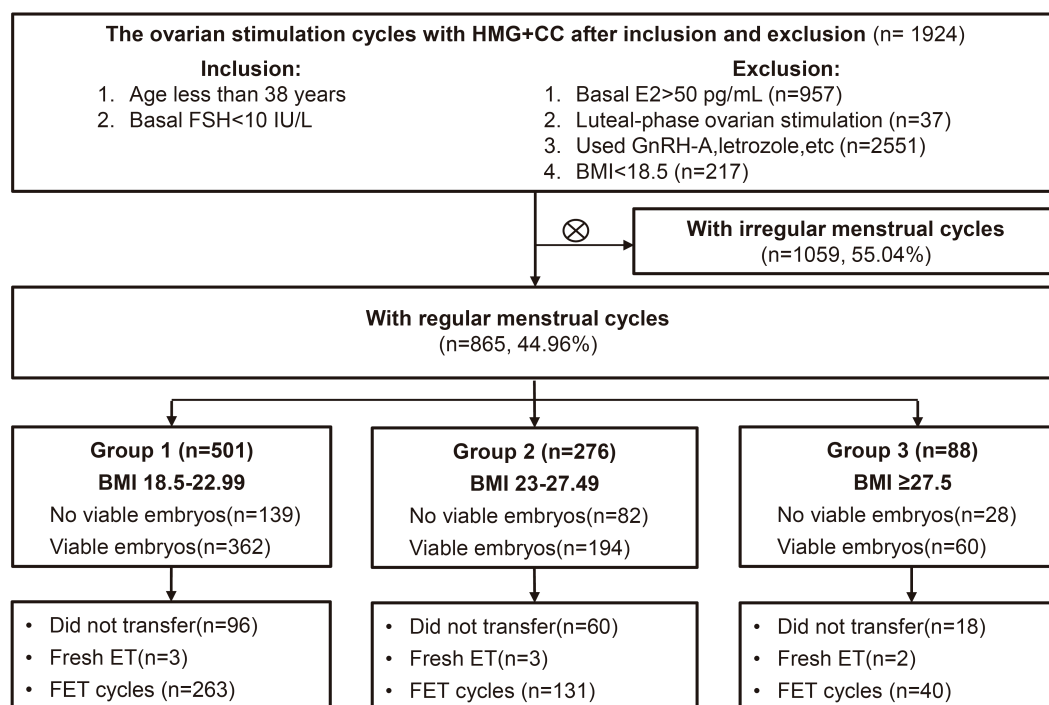 The ovarian stimulation cycles with HMG+CC after inclusion and exclusion (n= 1924)
Inclusion:
1. Age less than 38 years
2. Basal FSH<10 IU/L
Exclusion:
1. Basal E2>50 pg/mL (n=957)
2. Luteal-phase ovarian stimulation (n=37)
3. Used GnRH-A,letrozole,etc (n=2551)
4. BMI<18.5 (n=217)
With irregular menstrual cycles
(n=1059, 55.04%)
With regular menstrual cycles
(n=865, 44.96%)
Group 1 (n=501)
BMI 18.5-22.99
No viable embryos(n=139)
Viable embryos(n=362)
Group 2 (n=276)
BMI 23-27.49
No viable embryos(n=82)
Viable embryos(n=194)
Group 3 (n=88)
BMI ≥27.5
No viable embryos(n=28)
Viable embryos(n=60)
• Did not transfer(n=96)
• Fresh ET(n=3)
• FET cycles (n=263)
• Did not transfer(n=60)
• Fresh ET(n=3)
• FET cycles (n=131)
• Did not transfer(n=18)
• Fresh ET(n=2)
• FET cycles (n=40)